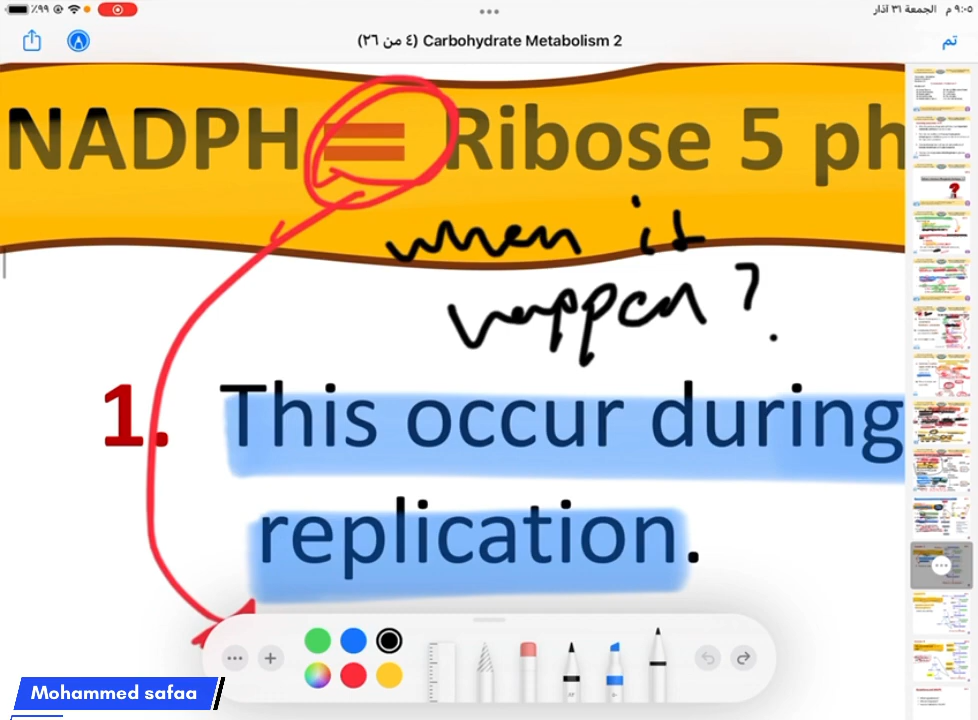 ٪٩٩ ٩:٠٥ م الجمعة ٣١ آذار
Carbohydrate Metabolism 2 (٤ من ٢٦)
تم
NADPH = Ribose 5 ph
when it
happen ?
1. This occur during
replication.
Mohammed safaa